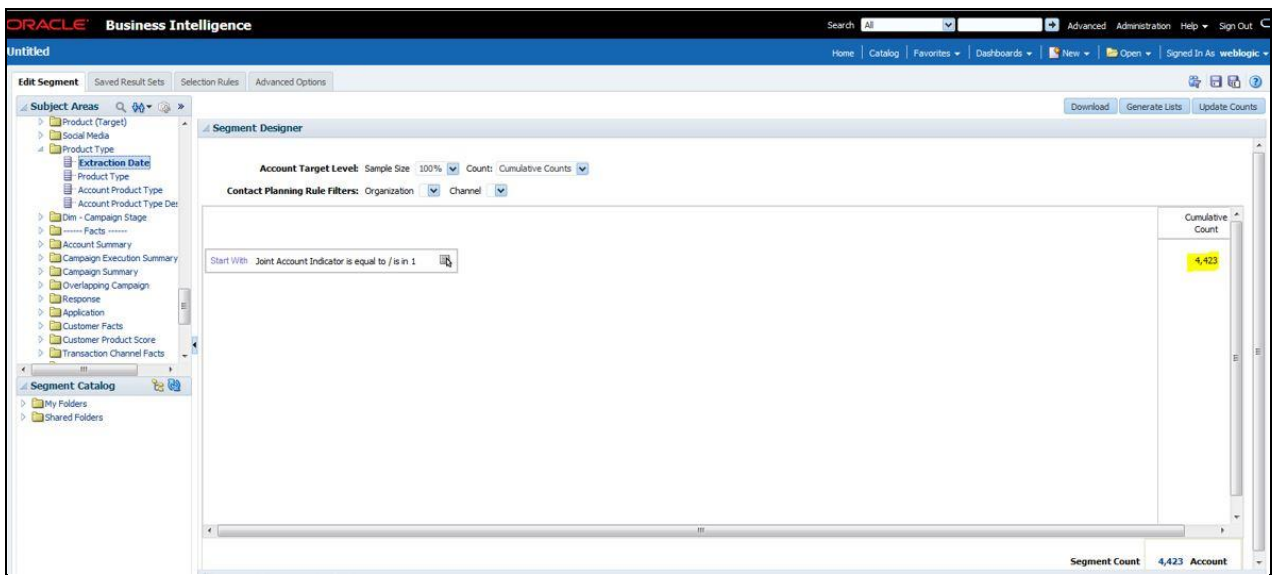 ORACLE Business Intelligence
Search All Advanced Administration Help Sign Out
Untitled
Home Catalog Favorites Dashboards New Open Signed In As weblogic
Edit Segment Saved Result Sets Selection Rules Advanced Options
Subject Areas
Download Generate Lists Update Counts
Product (Target)
Social Media
Product Type
Extraction Date
Product Type
Account Product Type
Account Product Type Des
Dim - Campaign Stage
------ Facts ------
Account Summary
Campaign Execution Summary
Campaign Summary
Overlapping Campaign
Response
Application
Customer Facts
Customer Product Score
Transaction Channel Facts
Segment Catalog
My Folders
Shared Folders
Segment Designer
Account Target Level: Sample Size 100% Count: Cumulative Counts
Contact Planning Rule Filters: Organization Channel
Cumulative
Count
Start With Joint Account Indicator is equal to / is in 1
4,423
Segment Count 4,423 Account